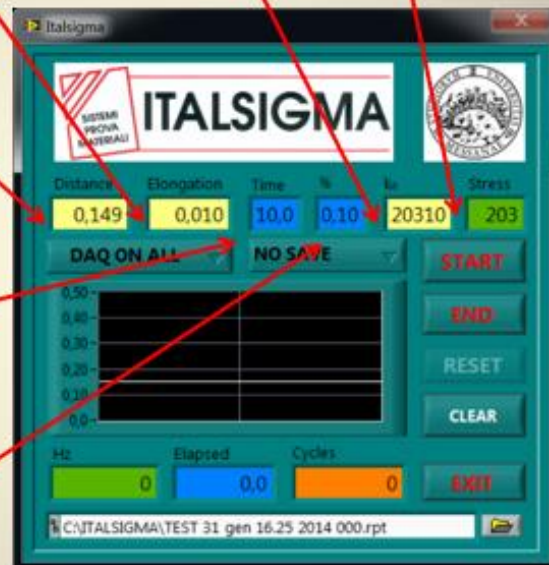 Italsigma
SISTEMI
PROVA
MATERIALI
ITALSIGMA
Distance Elongation Time % Stress
0,149 0,010 10,0 0,10 20310 203
DAQ ON ALL NO SAVE START
0,50
0,40
0,30
0,20
0,10
0,0
END
RESET
CLEAR
Hz Elapsed Cycles
0 0,0 0 EXIT
C:\ITALSIGMA\TEST 31 gen 16.25 2014 000.rpt